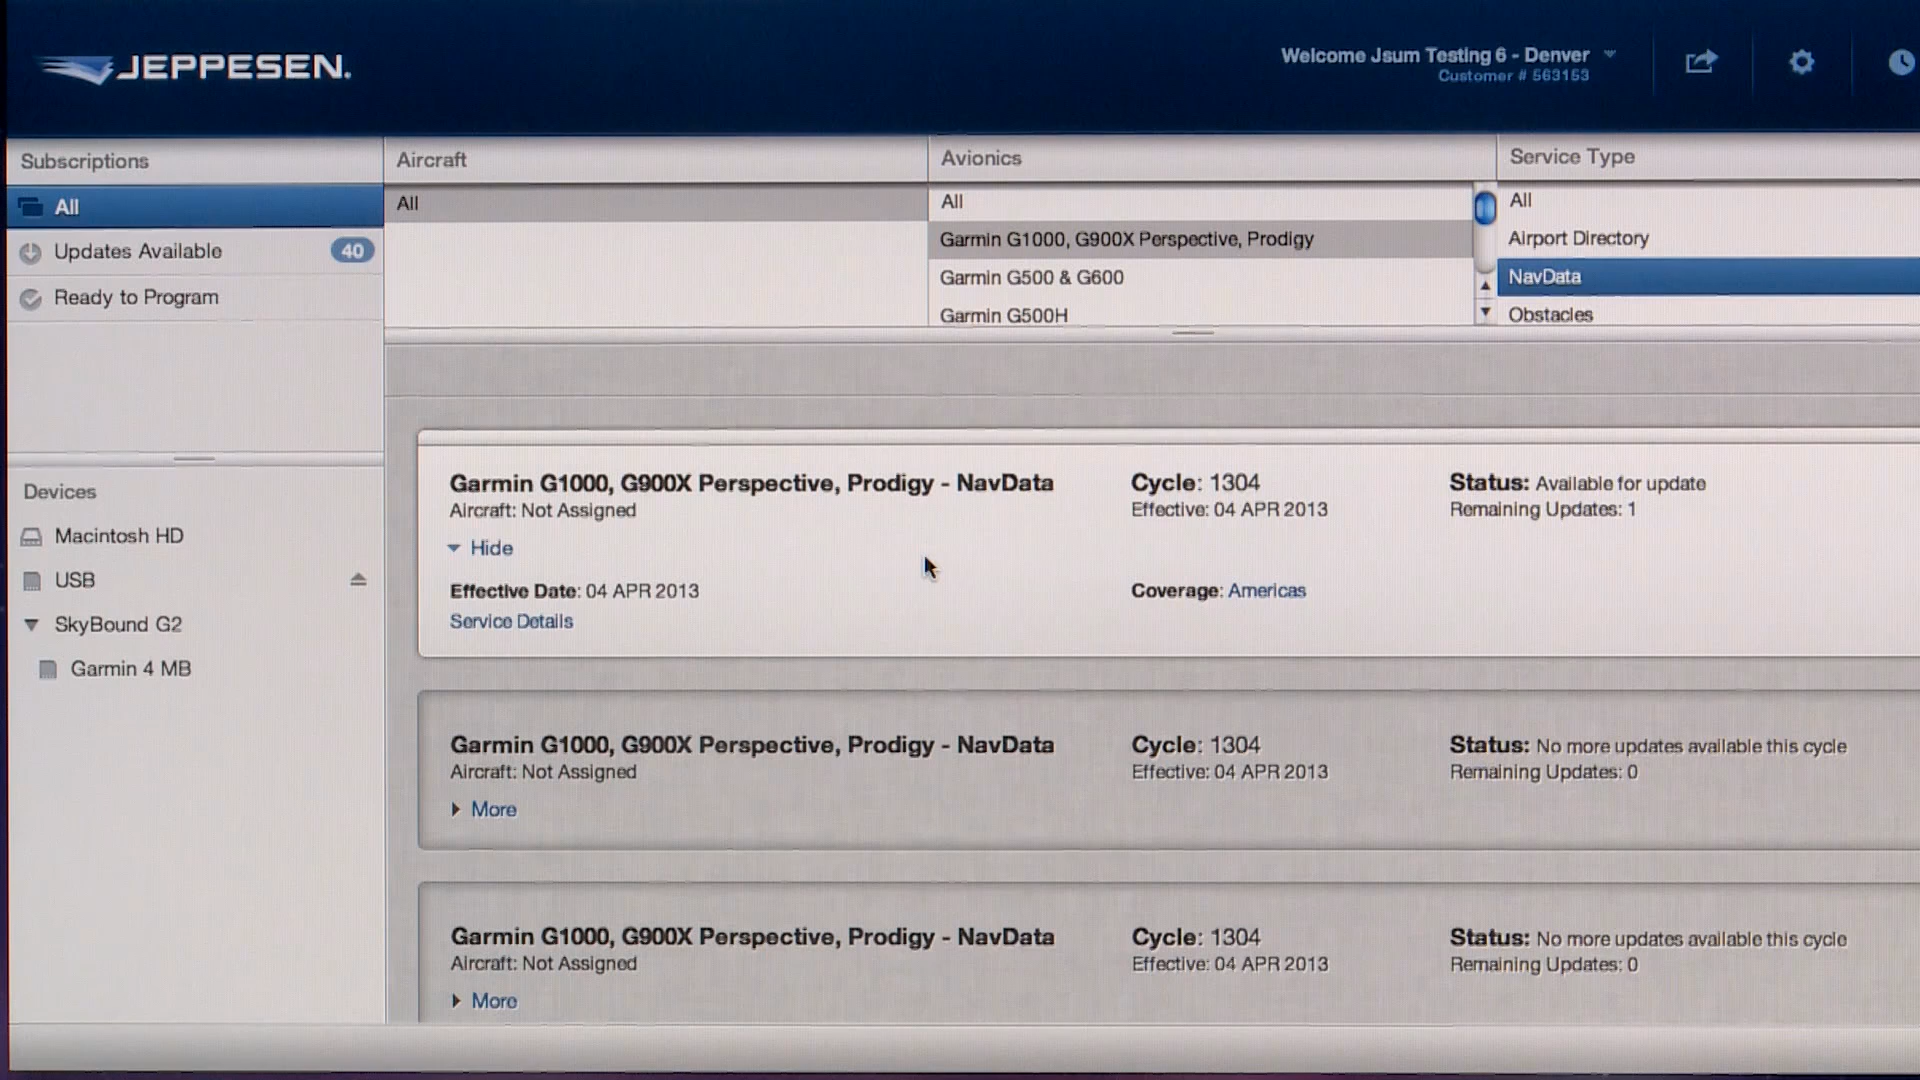 JEPPESEN.
Welcome Jsum Testing 6 - Denver
Customer # 563153
Subscriptions
All
Updates Available
40
Ready to Program
Aircraft
All
Avionics
All
Garmin G1000, G900X Perspective, Prodigy
Garmin G500 & G600
Garmin G500H
Service Type
All
Airport Directory
NavData
Obstacles
Devices
Macintosh HD
USB
SkyBound G2
Garmin 4 MB
Garmin G1000, G900X Perspective, Prodigy - NavData
Aircraft: Not Assigned
Cycle: 1304
Effective: 04 APR 2013
Status: Available for update
Remaining Updates: 1
Hide
Effective Date: 04 APR 2013
Coverage: Americas
Service Details
Garmin G1000, G900X Perspective, Prodigy - NavData
Aircraft: Not Assigned
Cycle: 1304
Effective: 04 APR 2013
Status: No more updates available this cycle
Remaining Updates: 0
More
Garmin G1000, G900X Perspective, Prodigy - NavData
Aircraft: Not Assigned
Cycle: 1304
Effective: 04 APR 2013
Status: No more updates available this cycle
Remaining Updates: 0
More